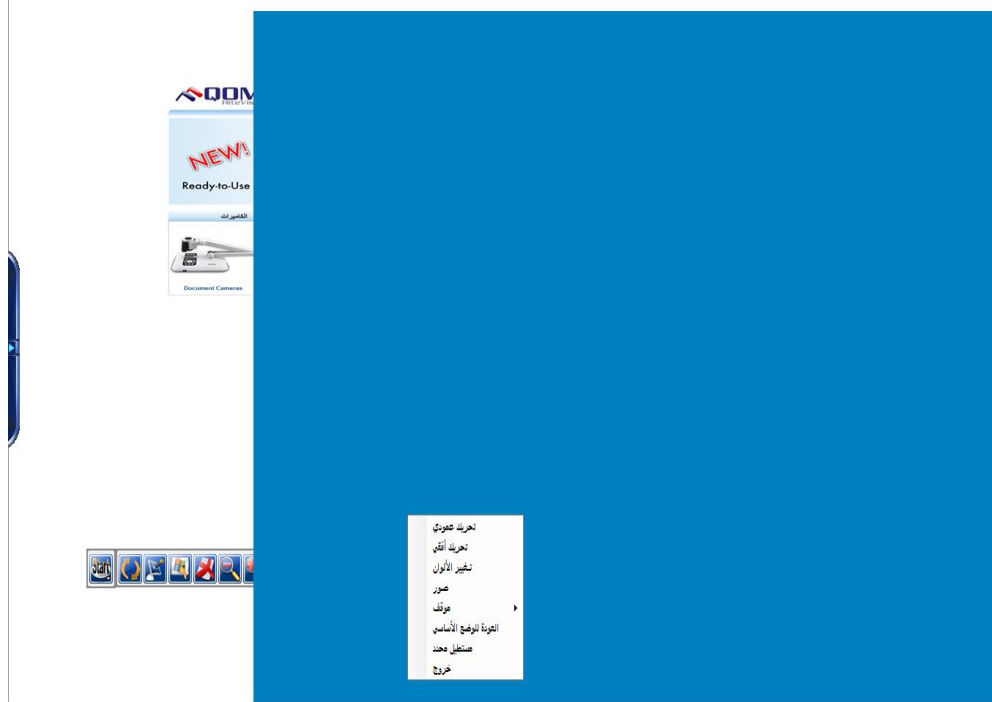 QOM
HiteVis
NEW!
Ready-to-Use
الكاميرات
Document Cameras
Start
تحريك عمودي
تحريك أفقي
تغيير الألوان
صور
موقف
العودة للوضع الأساسي
مستطيل محدد
خروج